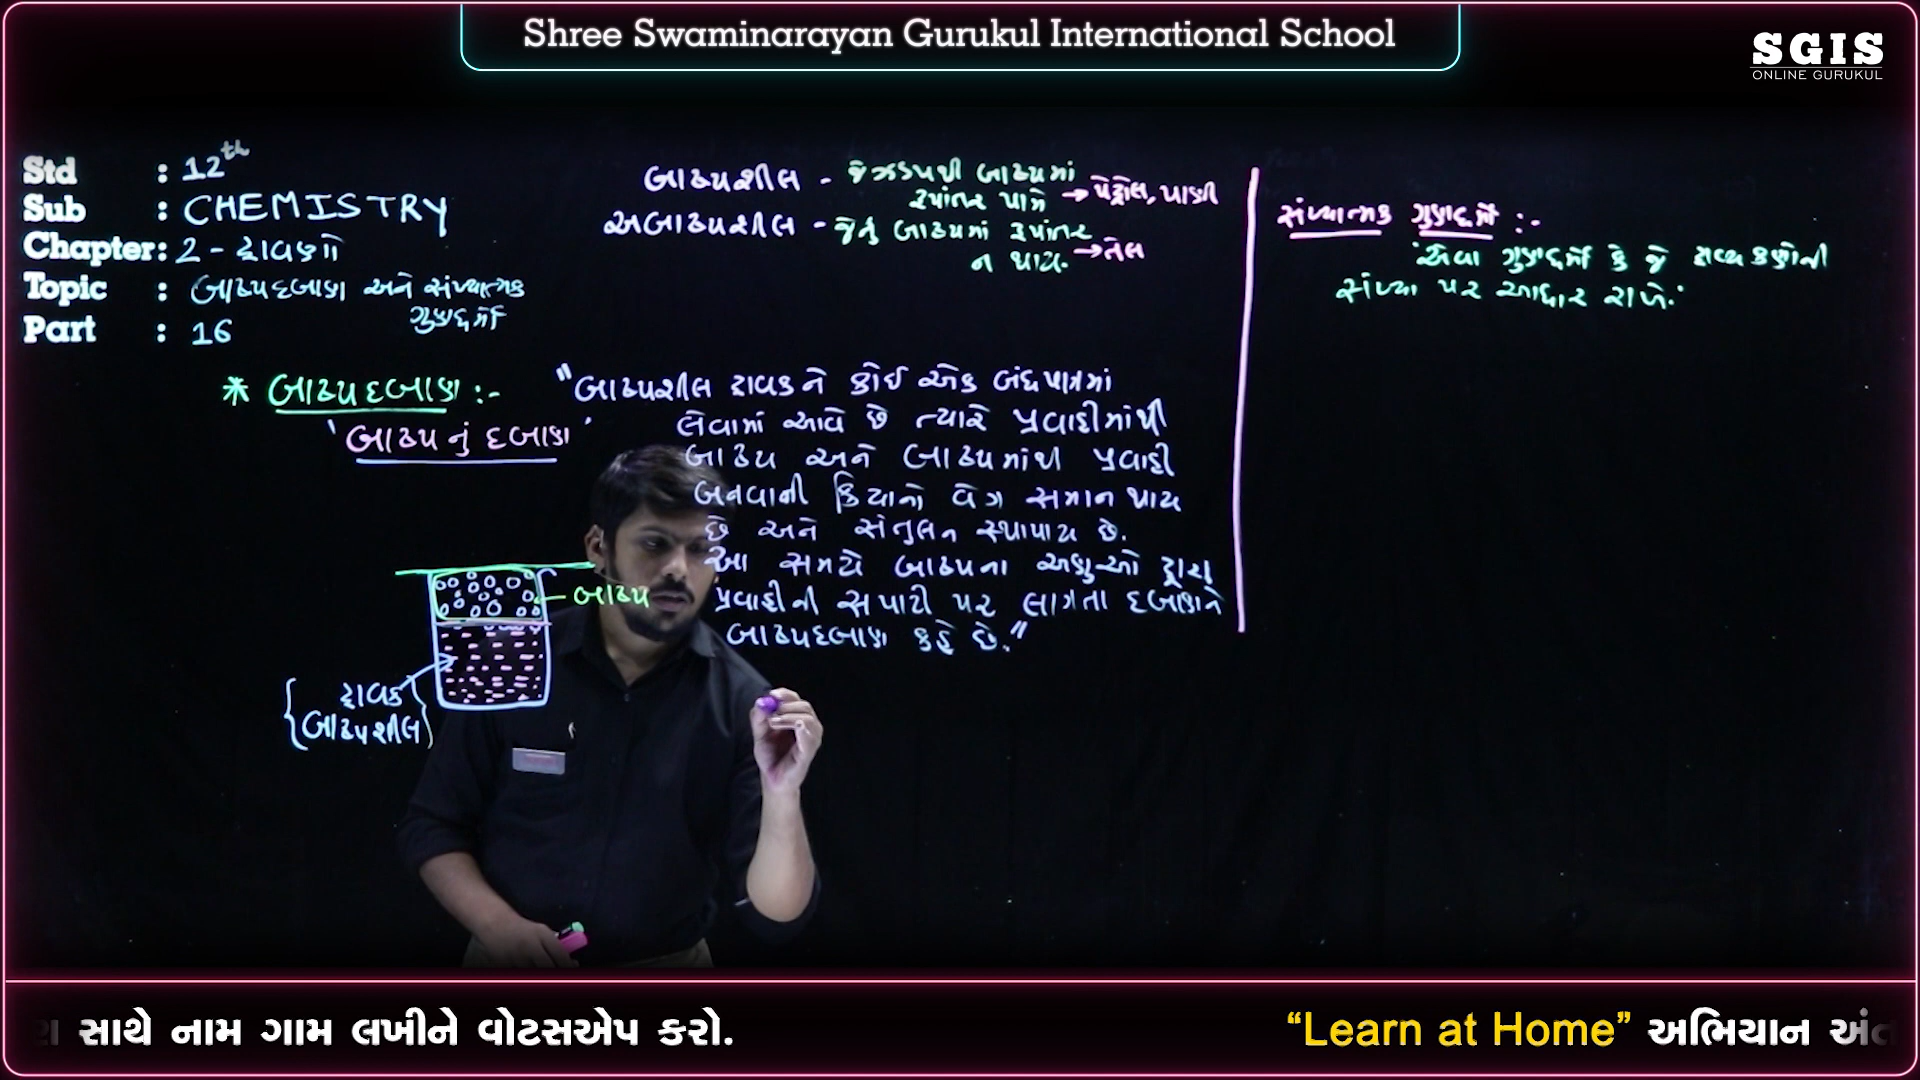 Shree Swaminarayan Gurukul International School
SGIS
ONLINE GURUKUL
Std : 12th
Sub : CHEMISTRY
Chapter: 2 - દ્રાવણો
Topic : બાષ્પદબાણ અને સંખ્યાત્મક
ગુણધર્મો
Part : 16
બાષ્પશીલ - જે ઝડપથી બાષ્પમાં
રૂપાંતર પામે → પેટ્રોલ, પાણી
અબાષ્પશીલ - જેનું બાષ્પમાં રૂપાંતર
ન થાય. → તેલ
* બાષ્પદબાણ :-
'બાષ્પનું દબાણ'
"બાષ્પશીલ દ્રાવકને કોઈ એક બંધપાત્રમાં
લેવામાં આવે છે ત્યારે પ્રવાહીમાંથી
બાષ્પ અને બાષ્પમાંથી પ્રવાહી
બનવાની ક્રિયાનો વેગ સમાન થાય
છે અને સંતુલન સ્થાપાય છે.
આ સમયે બાષ્પના અણુઓ દ્વારા
પ્રવાહીની સપાટી પર લાગતા દબાણને
બાષ્પદબાણ કહે છે."
બાષ્પ
દ્રાવક
બાષ્પશીલ
સંખ્યાત્મક ગુણધર્મો :-
"એવા ગુણધર્મો કે જે દ્રાવ્ય કણોની
સંખ્યા પર આધાર રાખે."
સાથે નામ ગામ લખીને વોટસએપ કરો.
"Learn at Home" અભિયાન